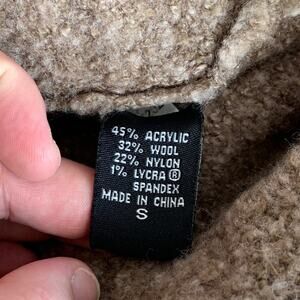 45% ACRYLIC
32% WOOL
22% NYLON
1% LYCRA®
SPANDEX
MADE IN CHINA
S